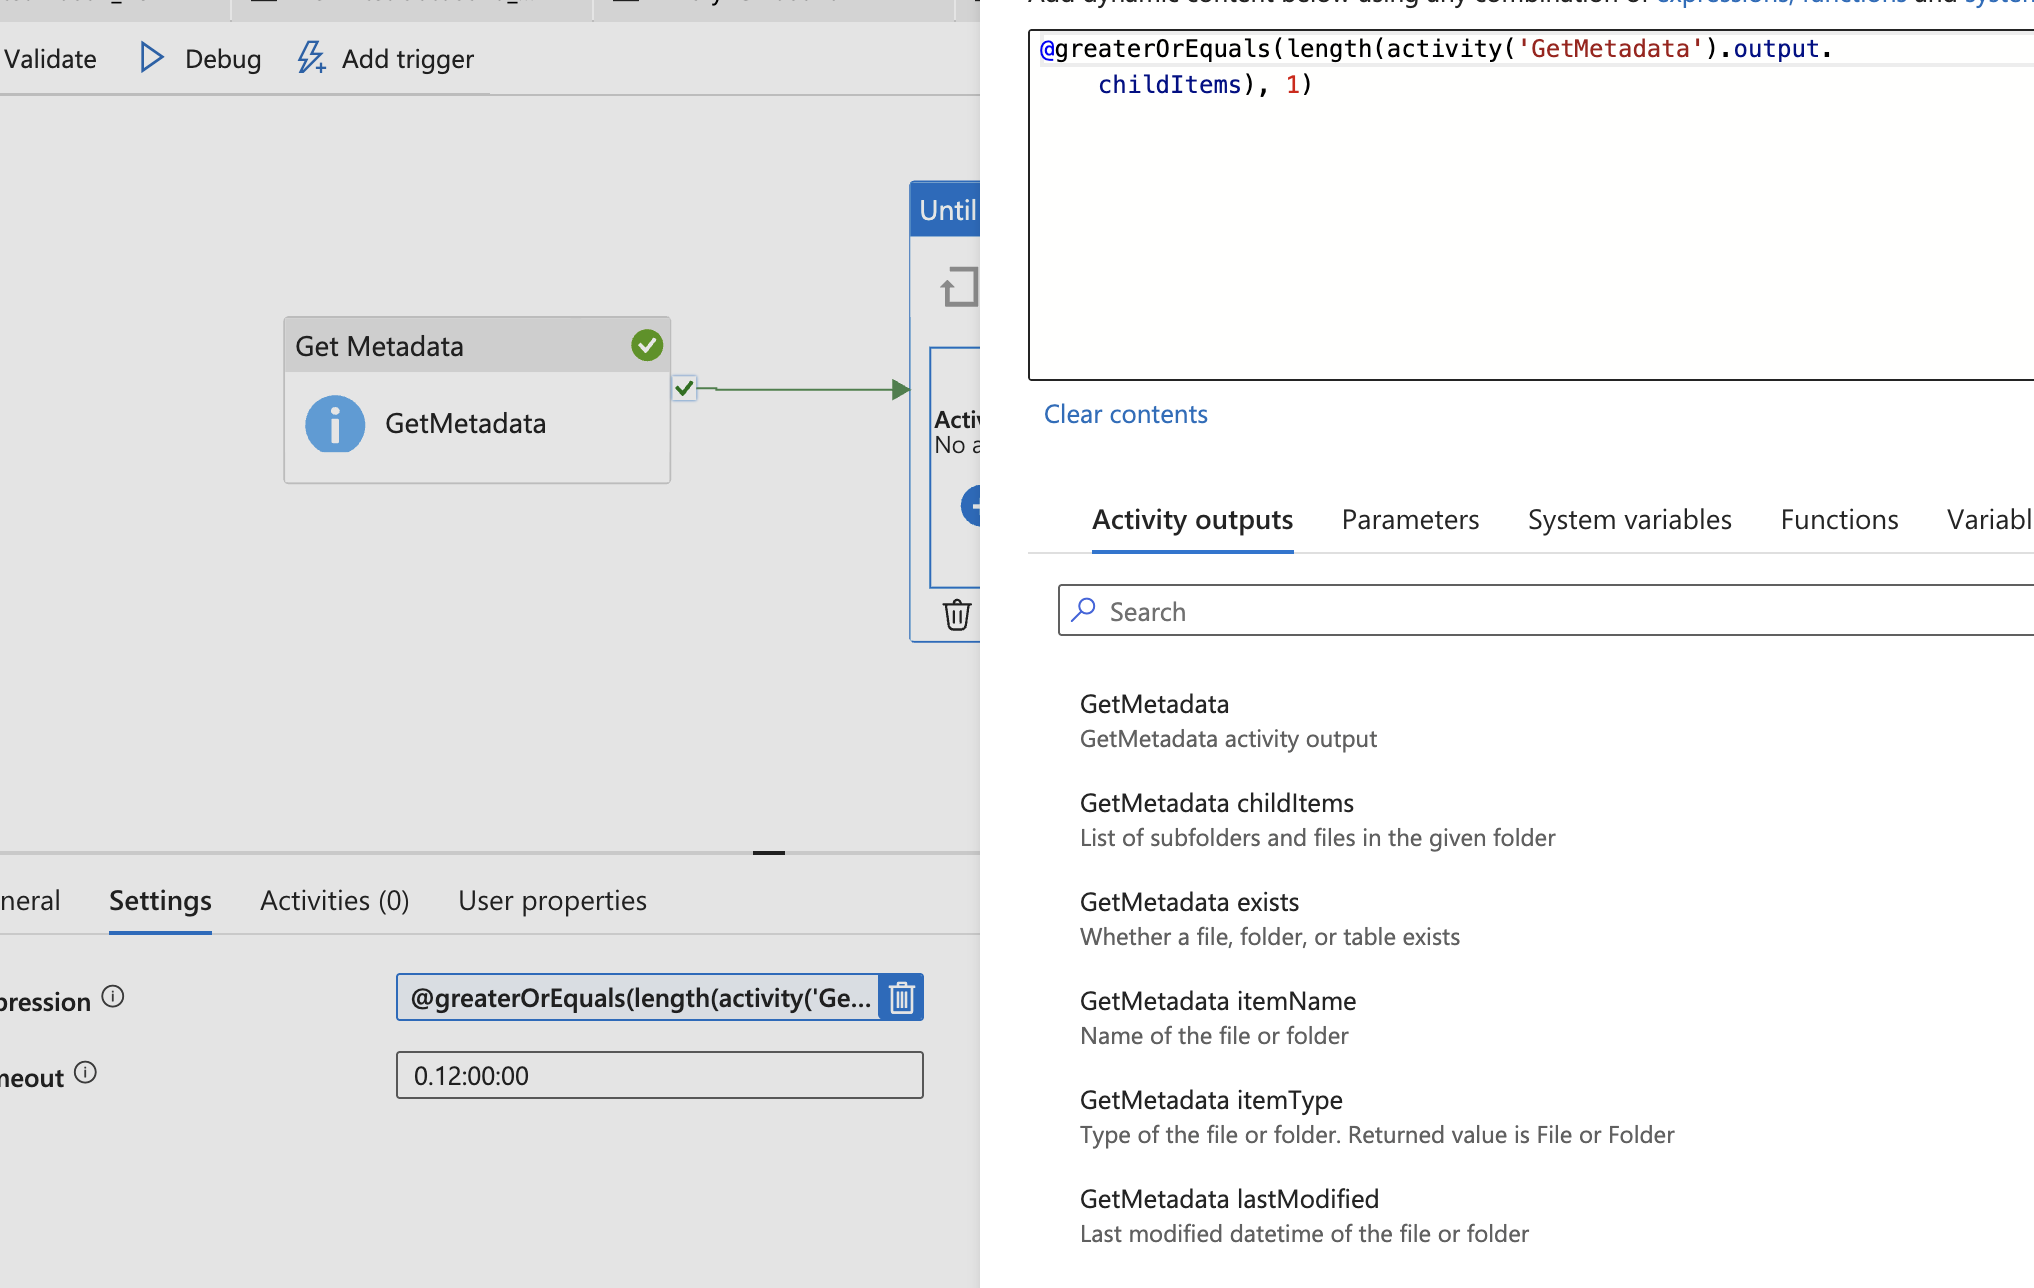 Validate
Debug
Add trigger
Get Metadata
GetMetadata
Until
No
neral
Settings
Activities (0)
User properties
pression
@greaterOrEquals(length(activity('Ge...
meout
0.12:00:00
expressions, functions and system
@greaterOrEquals(length(activity('GetMetadata').output.
childItems), 1)
Clear contents
Activity outputs
Parameters
System variables
Functions
Variabl
Search
GetMetadata
GetMetadata activity output
GetMetadata childItems
List of subfolders and files in the given folder
GetMetadata exists
Whether a file, folder, or table exists
GetMetadata itemName
Name of the file or folder
GetMetadata itemType
Type of the file or folder. Returned value is File or Folder
GetMetadata lastModified
Last modified datetime of the file or folder